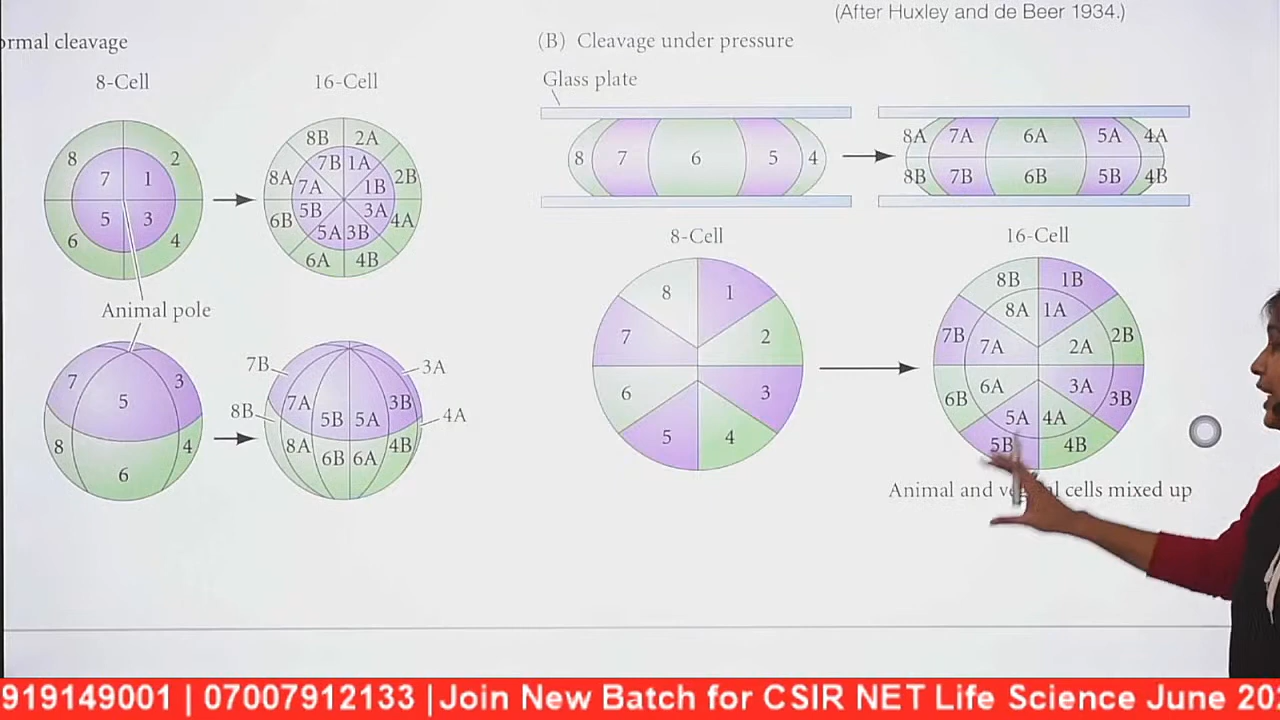 (After Huxley and de Beer 1934.)
ormal cleavage
(B) Cleavage under pressure
8-Cell
16-Cell
8 2
7 1
5 3
6 4
8B 2A
7B 1A
8A 2B
7A 1B
5B 3A
6B 4A
5A 3B
6A 4B
Animal pole
7 3
5
8 4
6
7B 3A
7A 3B
8B 5B 5A 4A
8A 4B
6B 6A
Glass plate
8 7 6 5 4
8A 7A 6A 5A 4A
8B 7B 6B 5B 4B
8-Cell
16-Cell
8 1
7 2
6 3
5 4
8B 1B
8A 1A
7B 2B
7A 2A
6A 3A
6B 3B
5A 4A
5B 4B
Animal and cells mixed up
919149001 | 07007912133 |Join New Batch for CSIR NET Life Science June 20